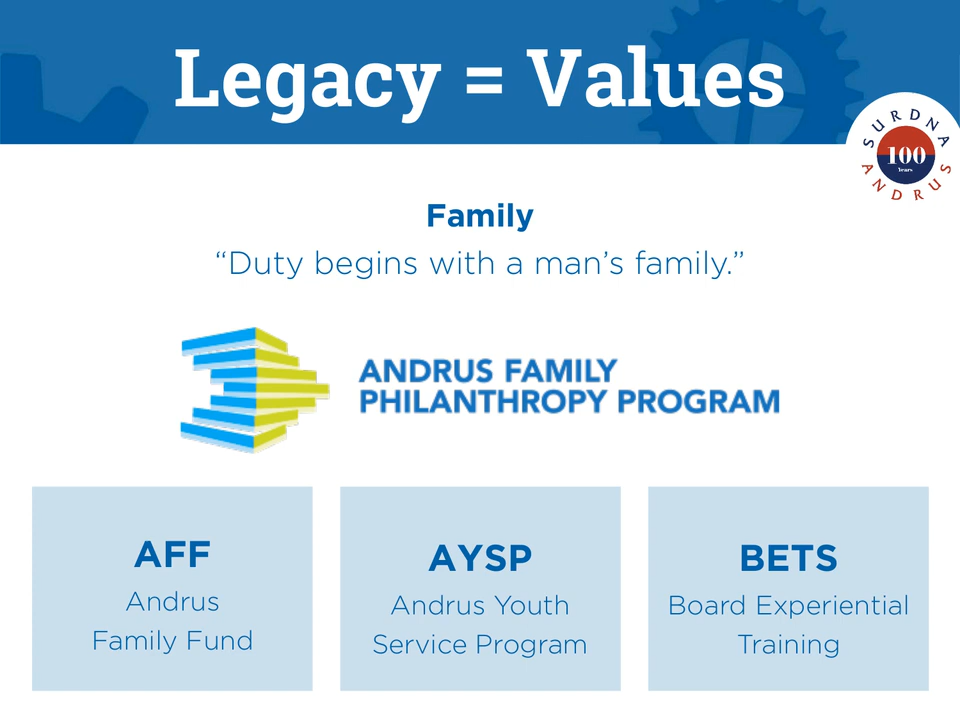 Legacy = Values
SURDNA
100
Years
ANDRUS
Family
“Duty begins with a man’s family.”
ANDRUS FAMILY
PHILANTHROPY PROGRAM
AFF
Andrus
Family Fund
AYSP
Andrus Youth
Service Program
BETS
Board Experiential
Training